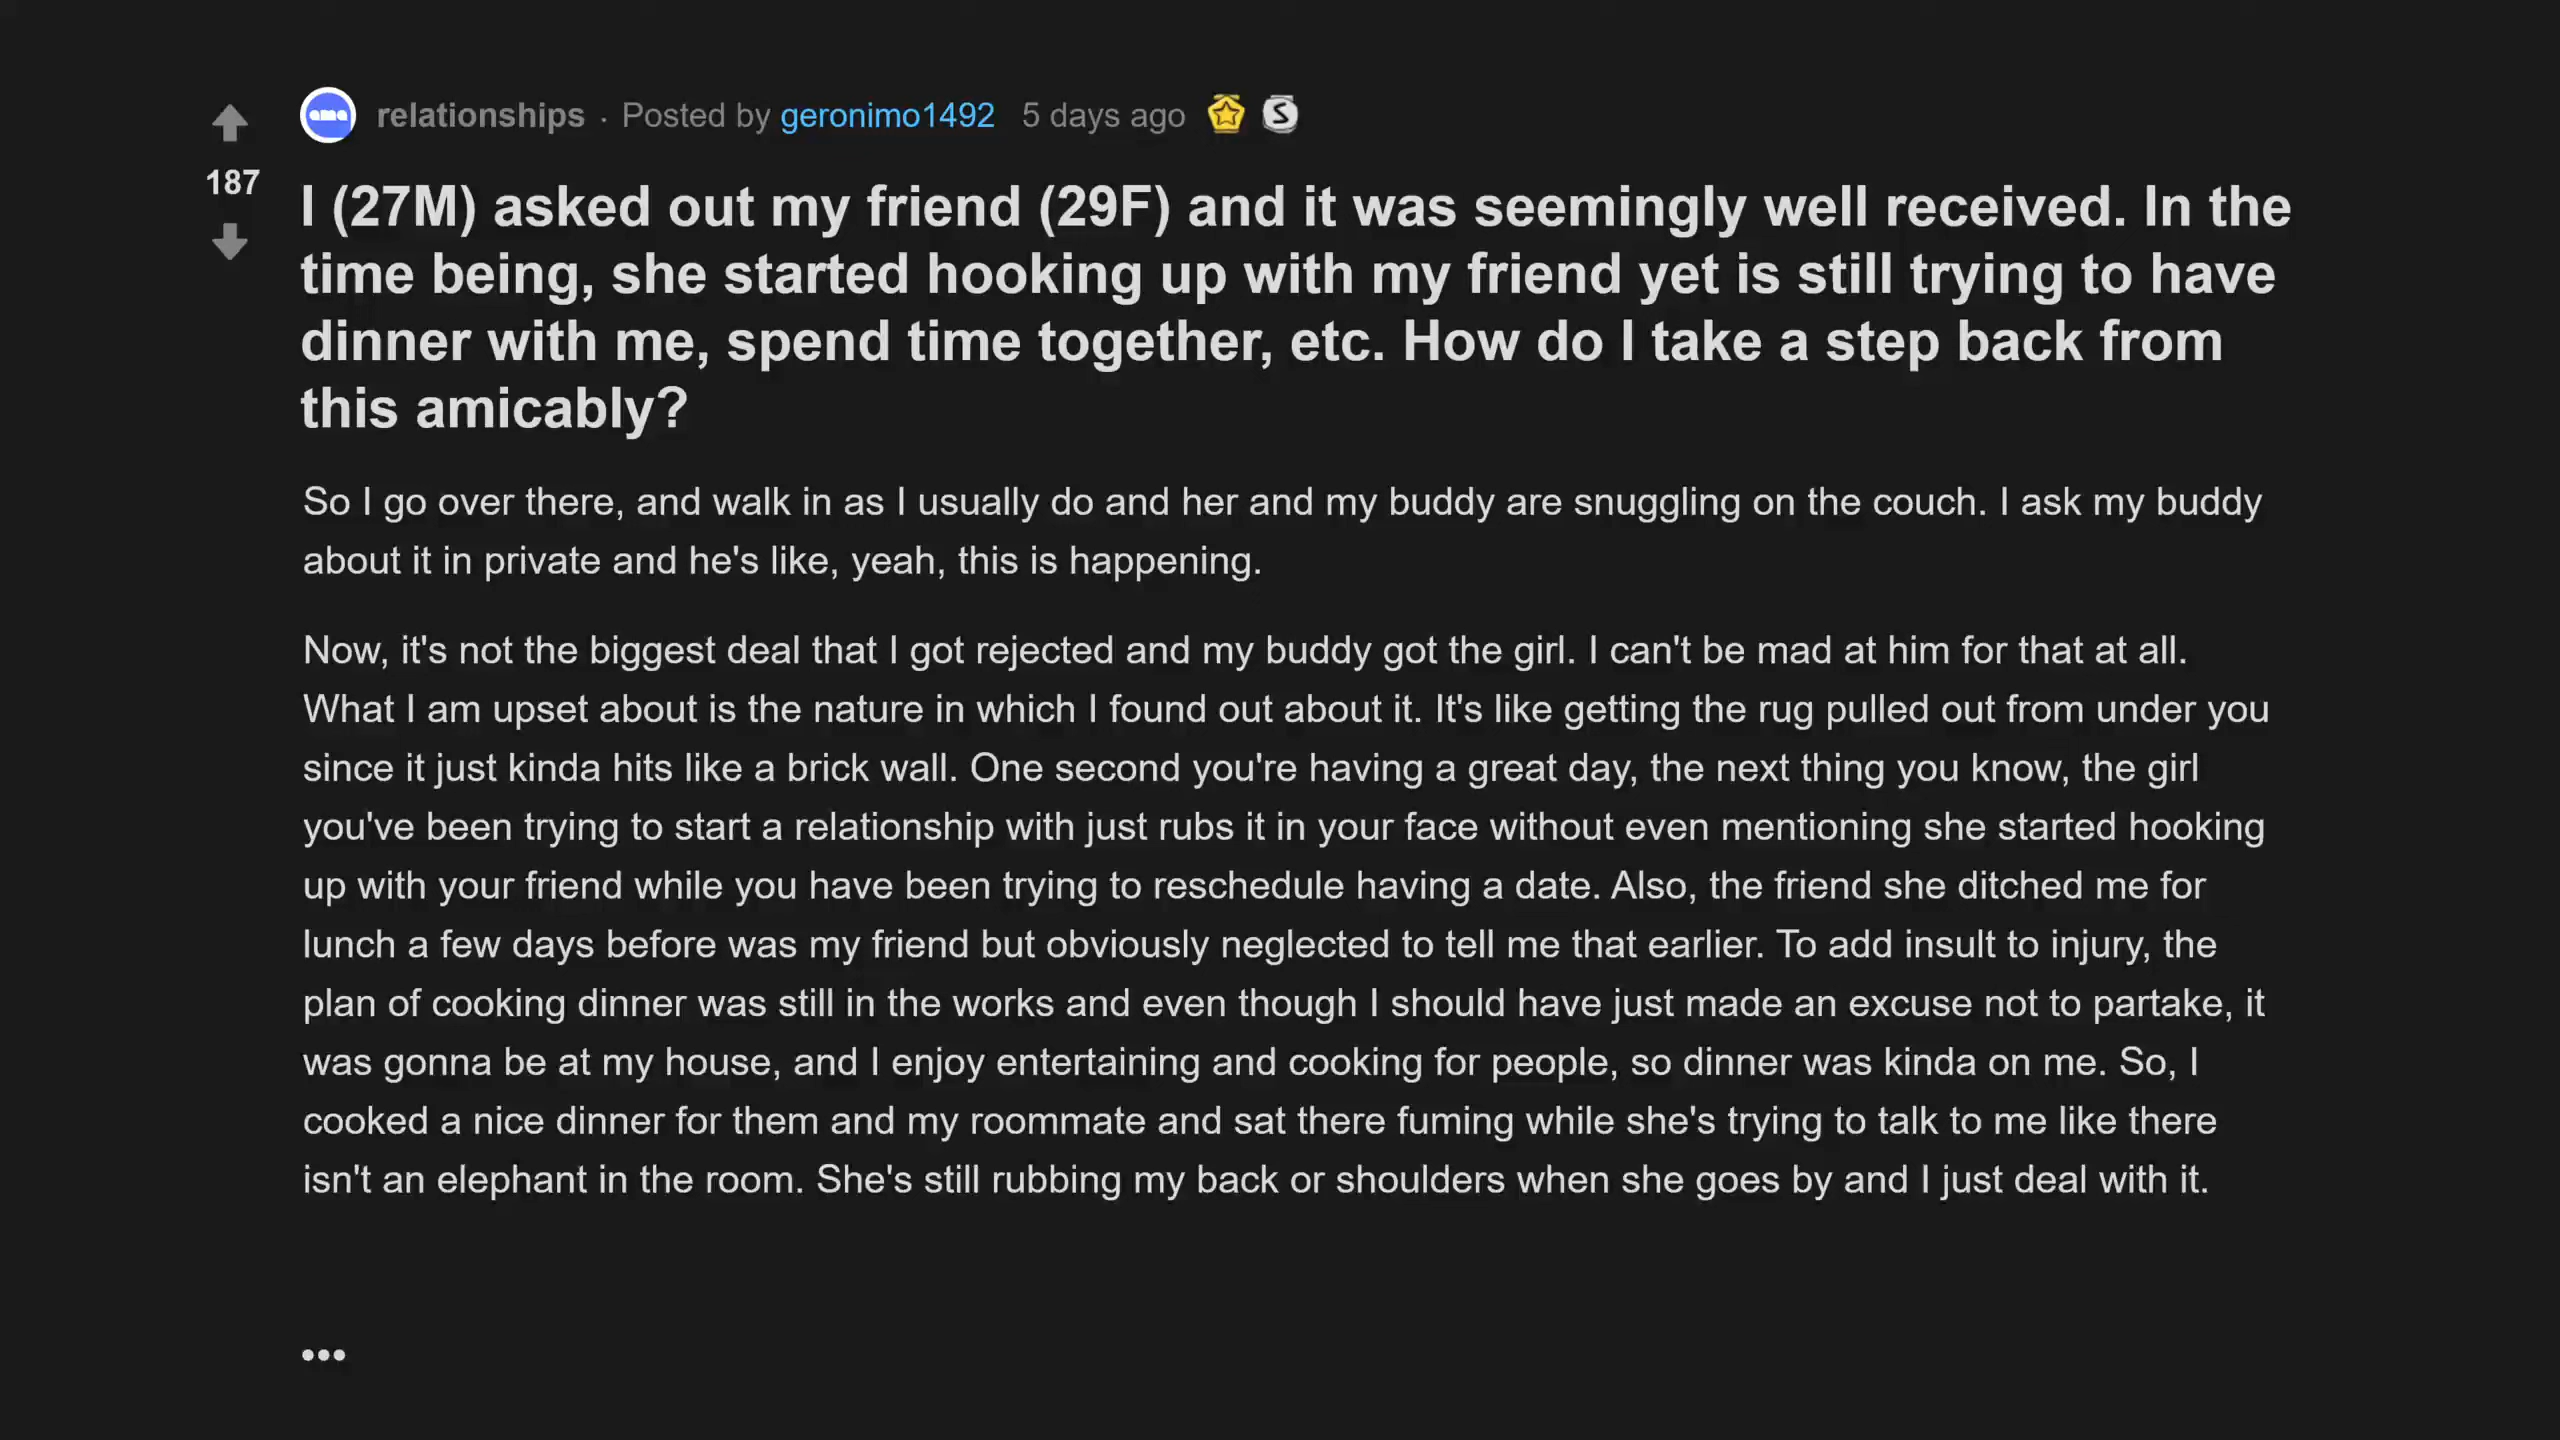 relationships · Posted by geronimo1492 5 days ago
187
I (27M) asked out my friend (29F) and it was seemingly well received. In the
time being, she started hooking up with my friend yet is still trying to have
dinner with me, spend time together, etc. How do I take a step back from
this amicably?
So I go over there, and walk in as I usually do and her and my buddy are snuggling on the couch. I ask my buddy
about it in private and he's like, yeah, this is happening.
Now, it's not the biggest deal that I got rejected and my buddy got the girl. I can't be mad at him for that at all.
What I am upset about is the nature in which I found out about it. It's like getting the rug pulled out from under you
since it just kinda hits like a brick wall. One second you're having a great day, the next thing you know, the girl
you've been trying to start a relationship with just rubs it in your face without even mentioning she started hooking
up with your friend while you have been trying to reschedule having a date. Also, the friend she ditched me for
lunch a few days before was my friend but obviously neglected to tell me that earlier. To add insult to injury, the
plan of cooking dinner was still in the works and even though I should have just made an excuse not to partake, it
was gonna be at my house, and I enjoy entertaining and cooking for people, so dinner was kinda on me. So, I
cooked a nice dinner for them and my roommate and sat there fuming while she's trying to talk to me like there
isn't an elephant in the room. She's still rubbing my back or shoulders when she goes by and I just deal with it.
•••